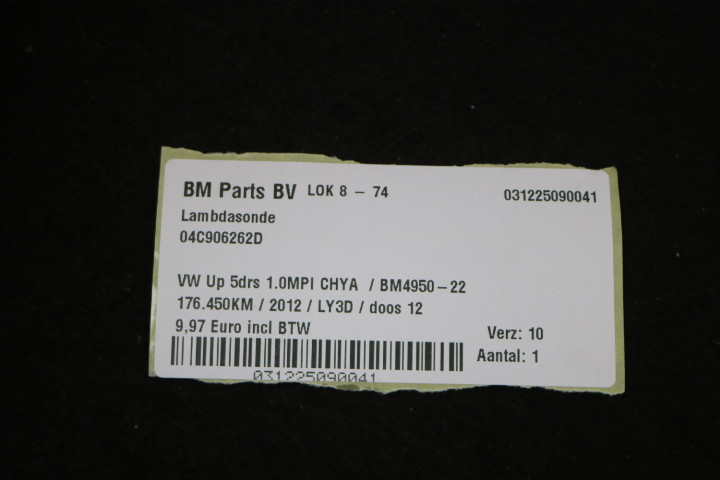 BM Parts BV LOK 8 - 74 031225090041
Lambdasonde
04C906262D
VW Up 5drs 1.0MPI CHYA / BM4950-22
176.450KM / 2012 / LY3D / doos 12
9,97 Euro incl BTW Verz: 10
Aantal: 1
031225090041